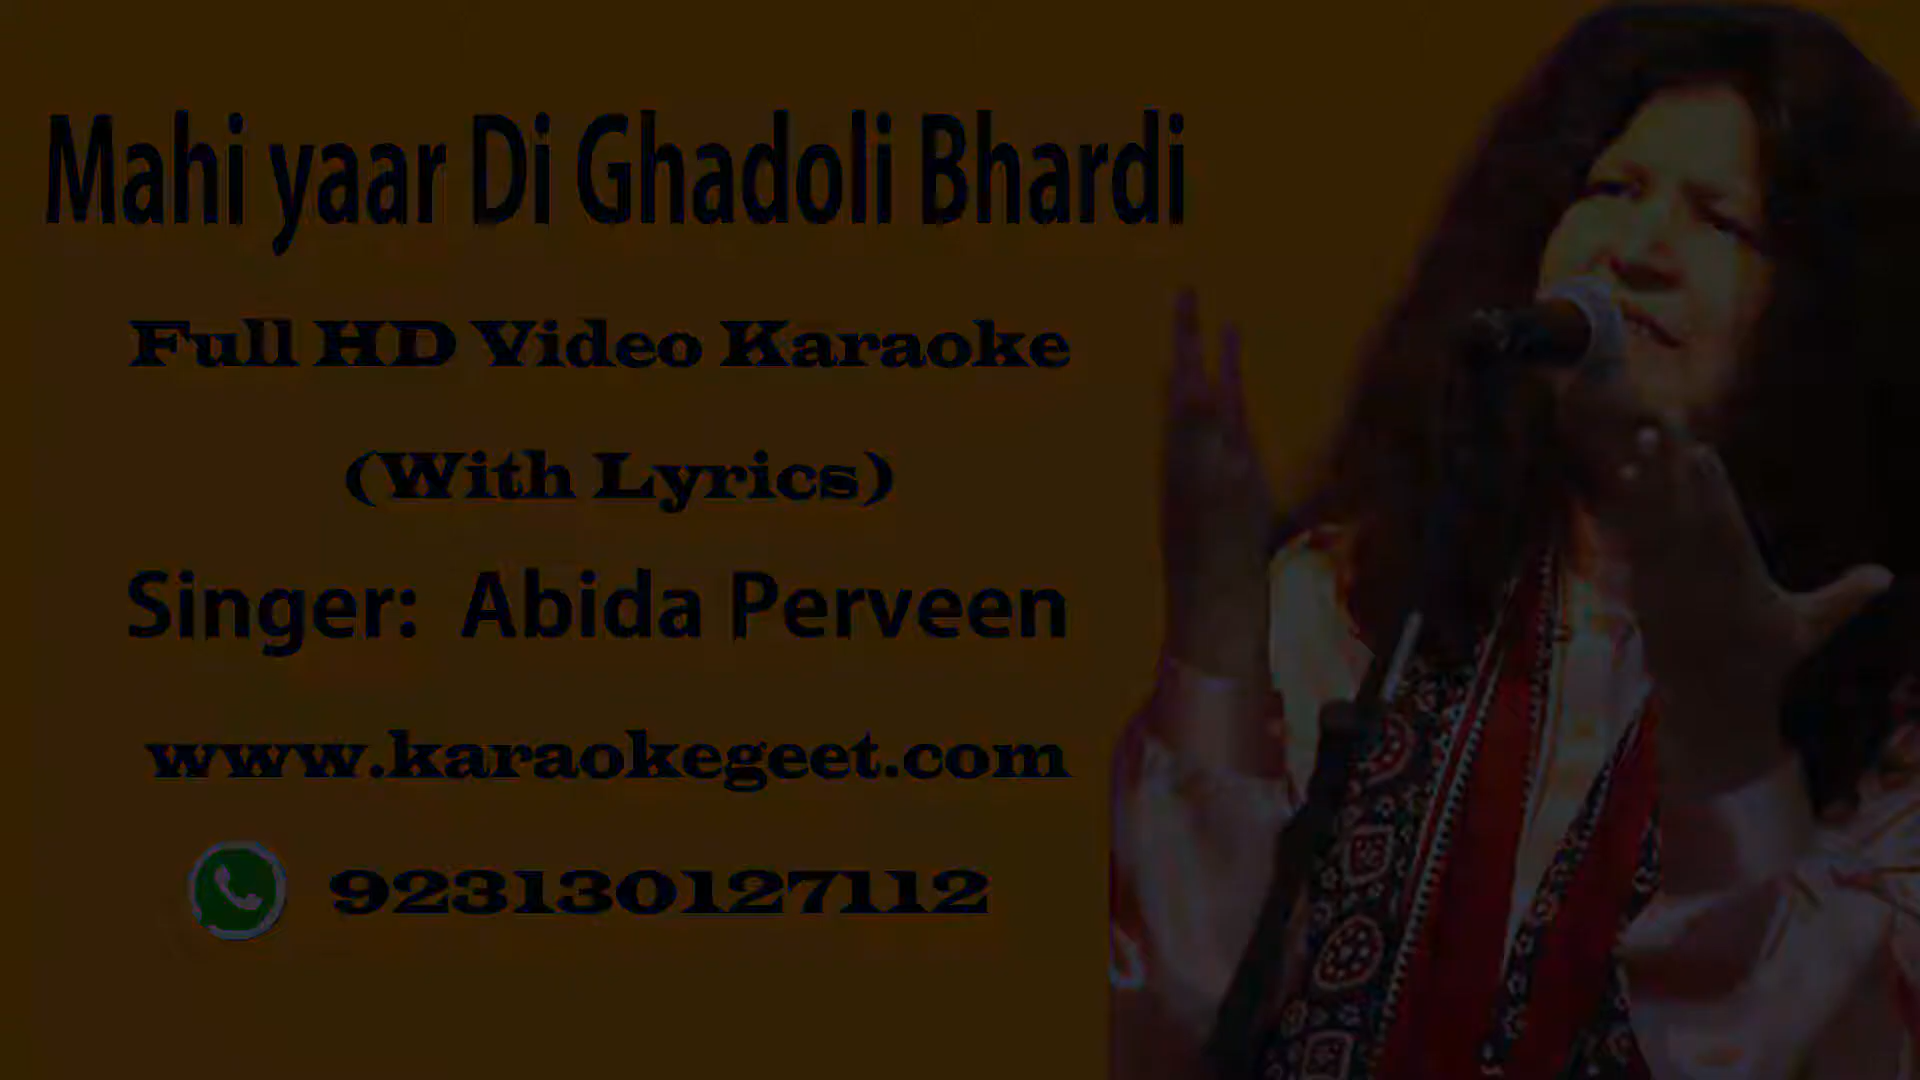 Mahi yaar Di Ghadoli Bhardi
Full HD Video Karaoke
(With Lyrics)
Singer: Abida Perveen
www.karaokegeet.com
923130127112